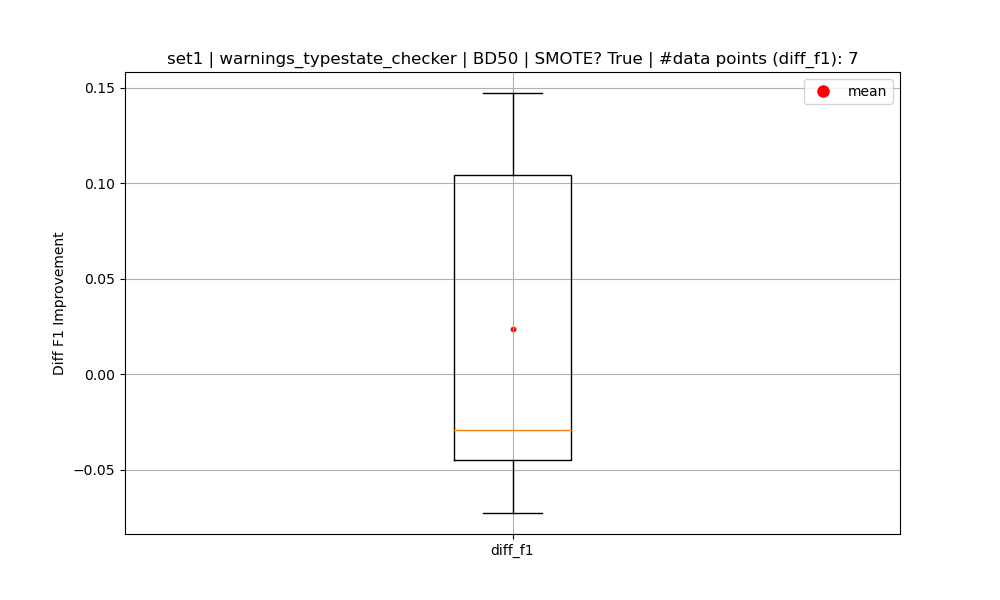 set1 | warnings_typestate_checker | BD50 | SMOTE? True | #data points (diff_f1): 7
mean
Diff F1 Improvement
0.15
0.10
0.05
0.00
−0.05
diff_f1